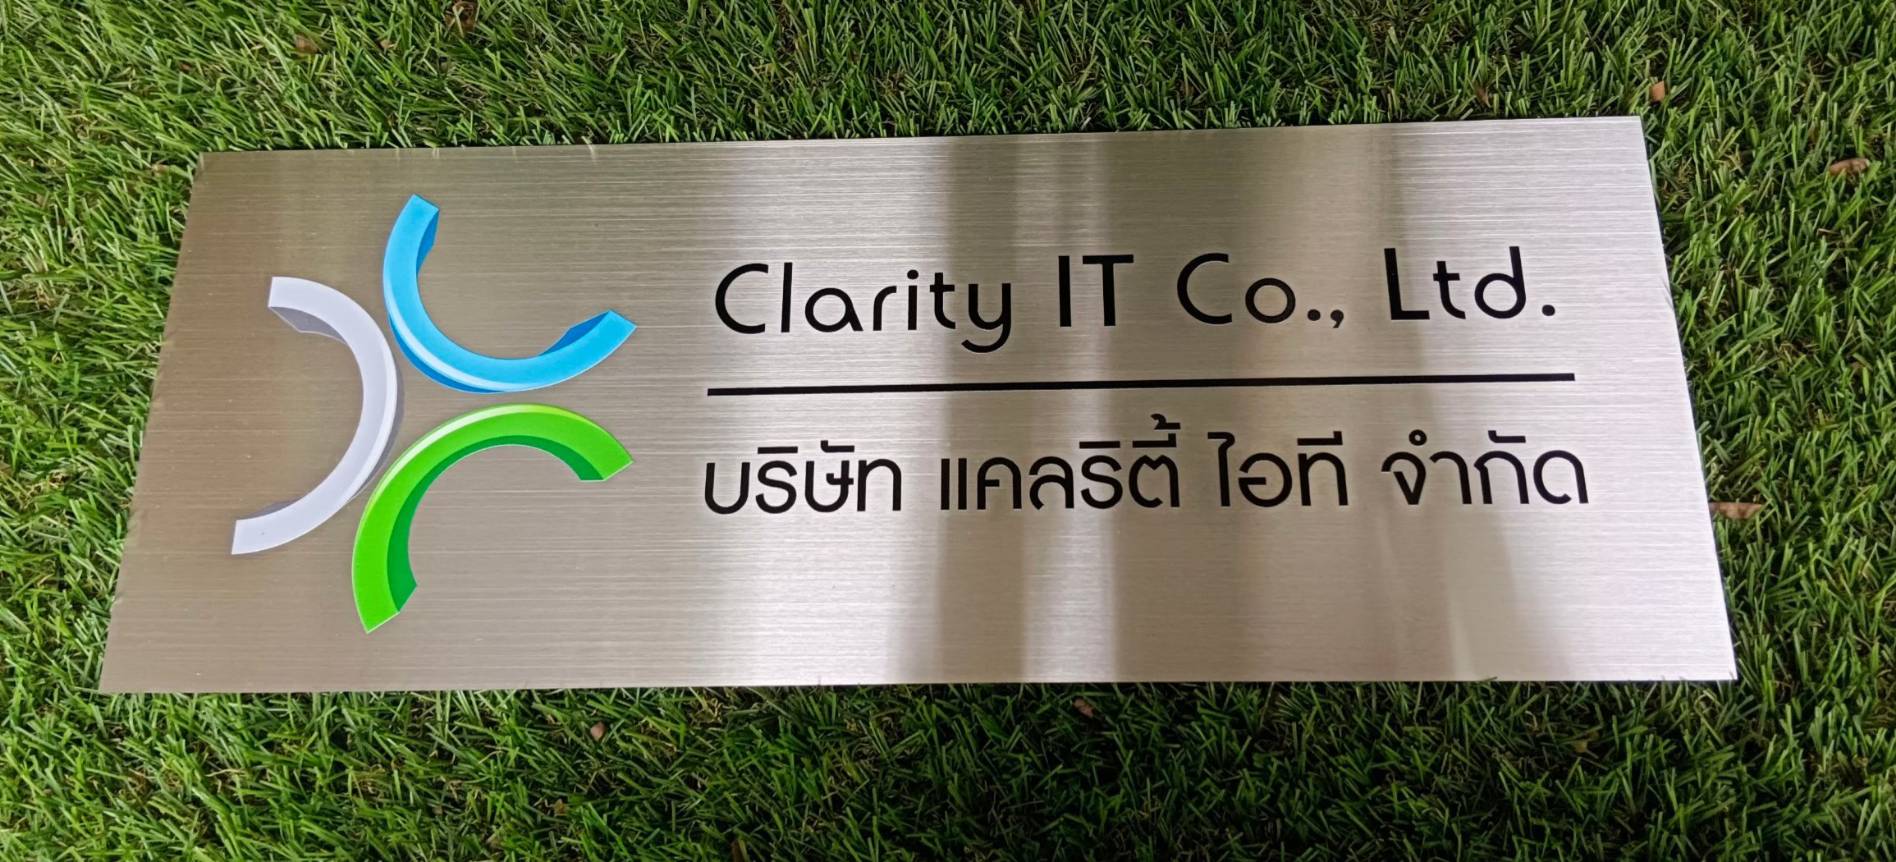 Clarity IT Co., Ltd.
บริษัท แคลริตี้ ไอที จำกัด